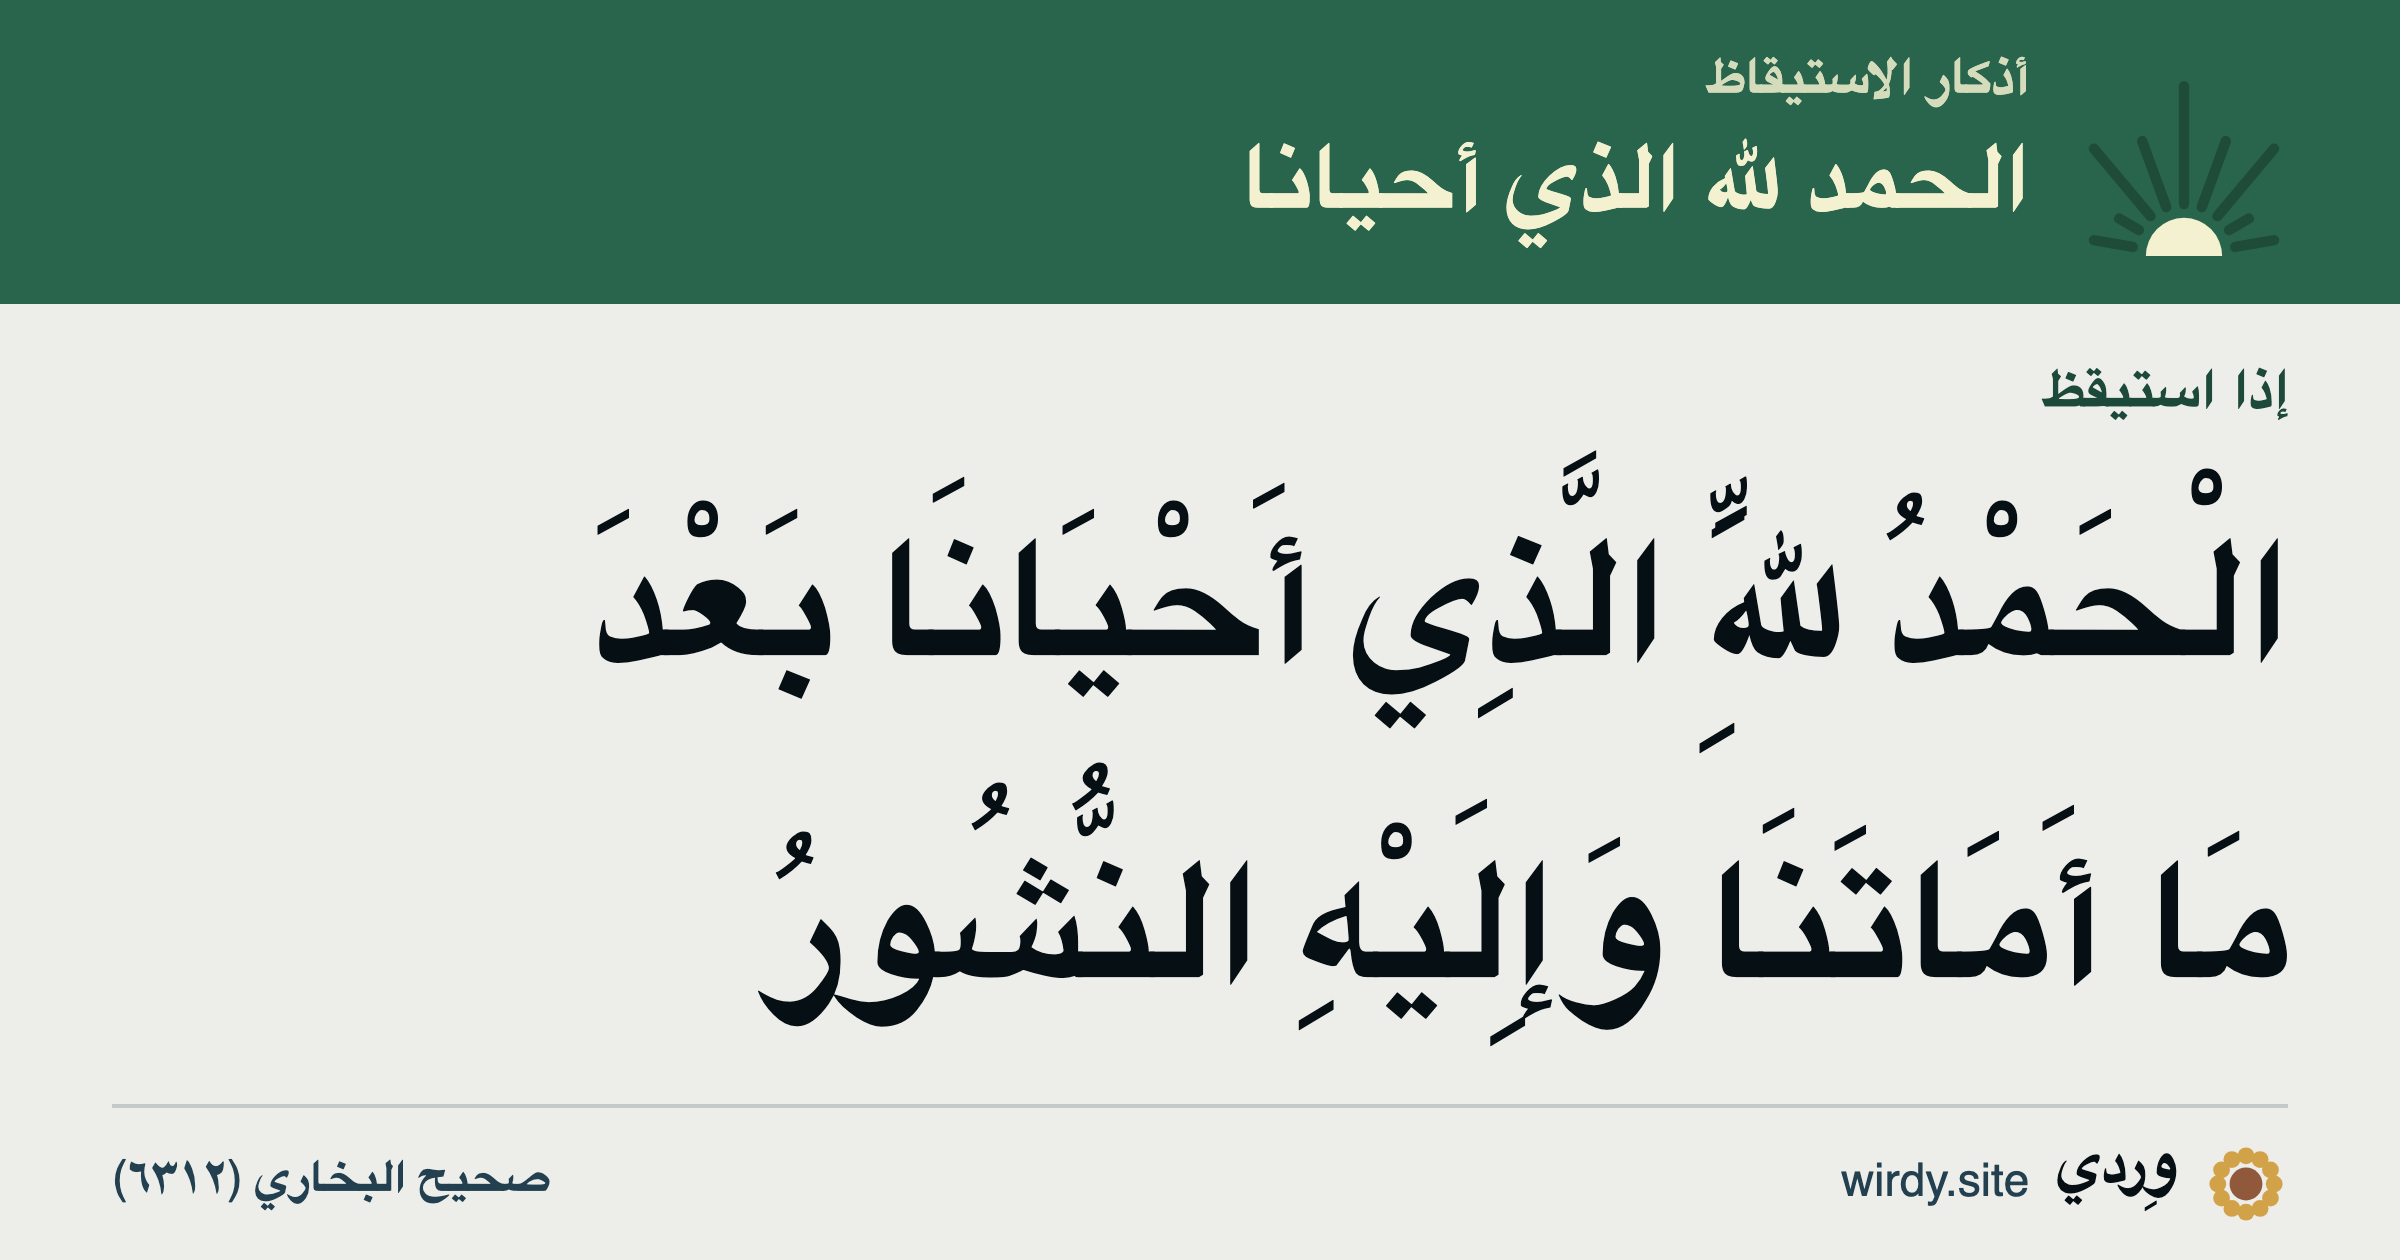 أذكار الاستيقاظ
الحمد لله الذي أحيانا
إذا استيقظ
الْحَمْدُ لِلَّهِ الَّذِي أَحْيَانَا بَعْدَ
مَا أَمَاتَنَا وَإِلَيْهِ النُّشُورُ
وِردي wirdy.site
صحيح البخاري (٦٣١٢)